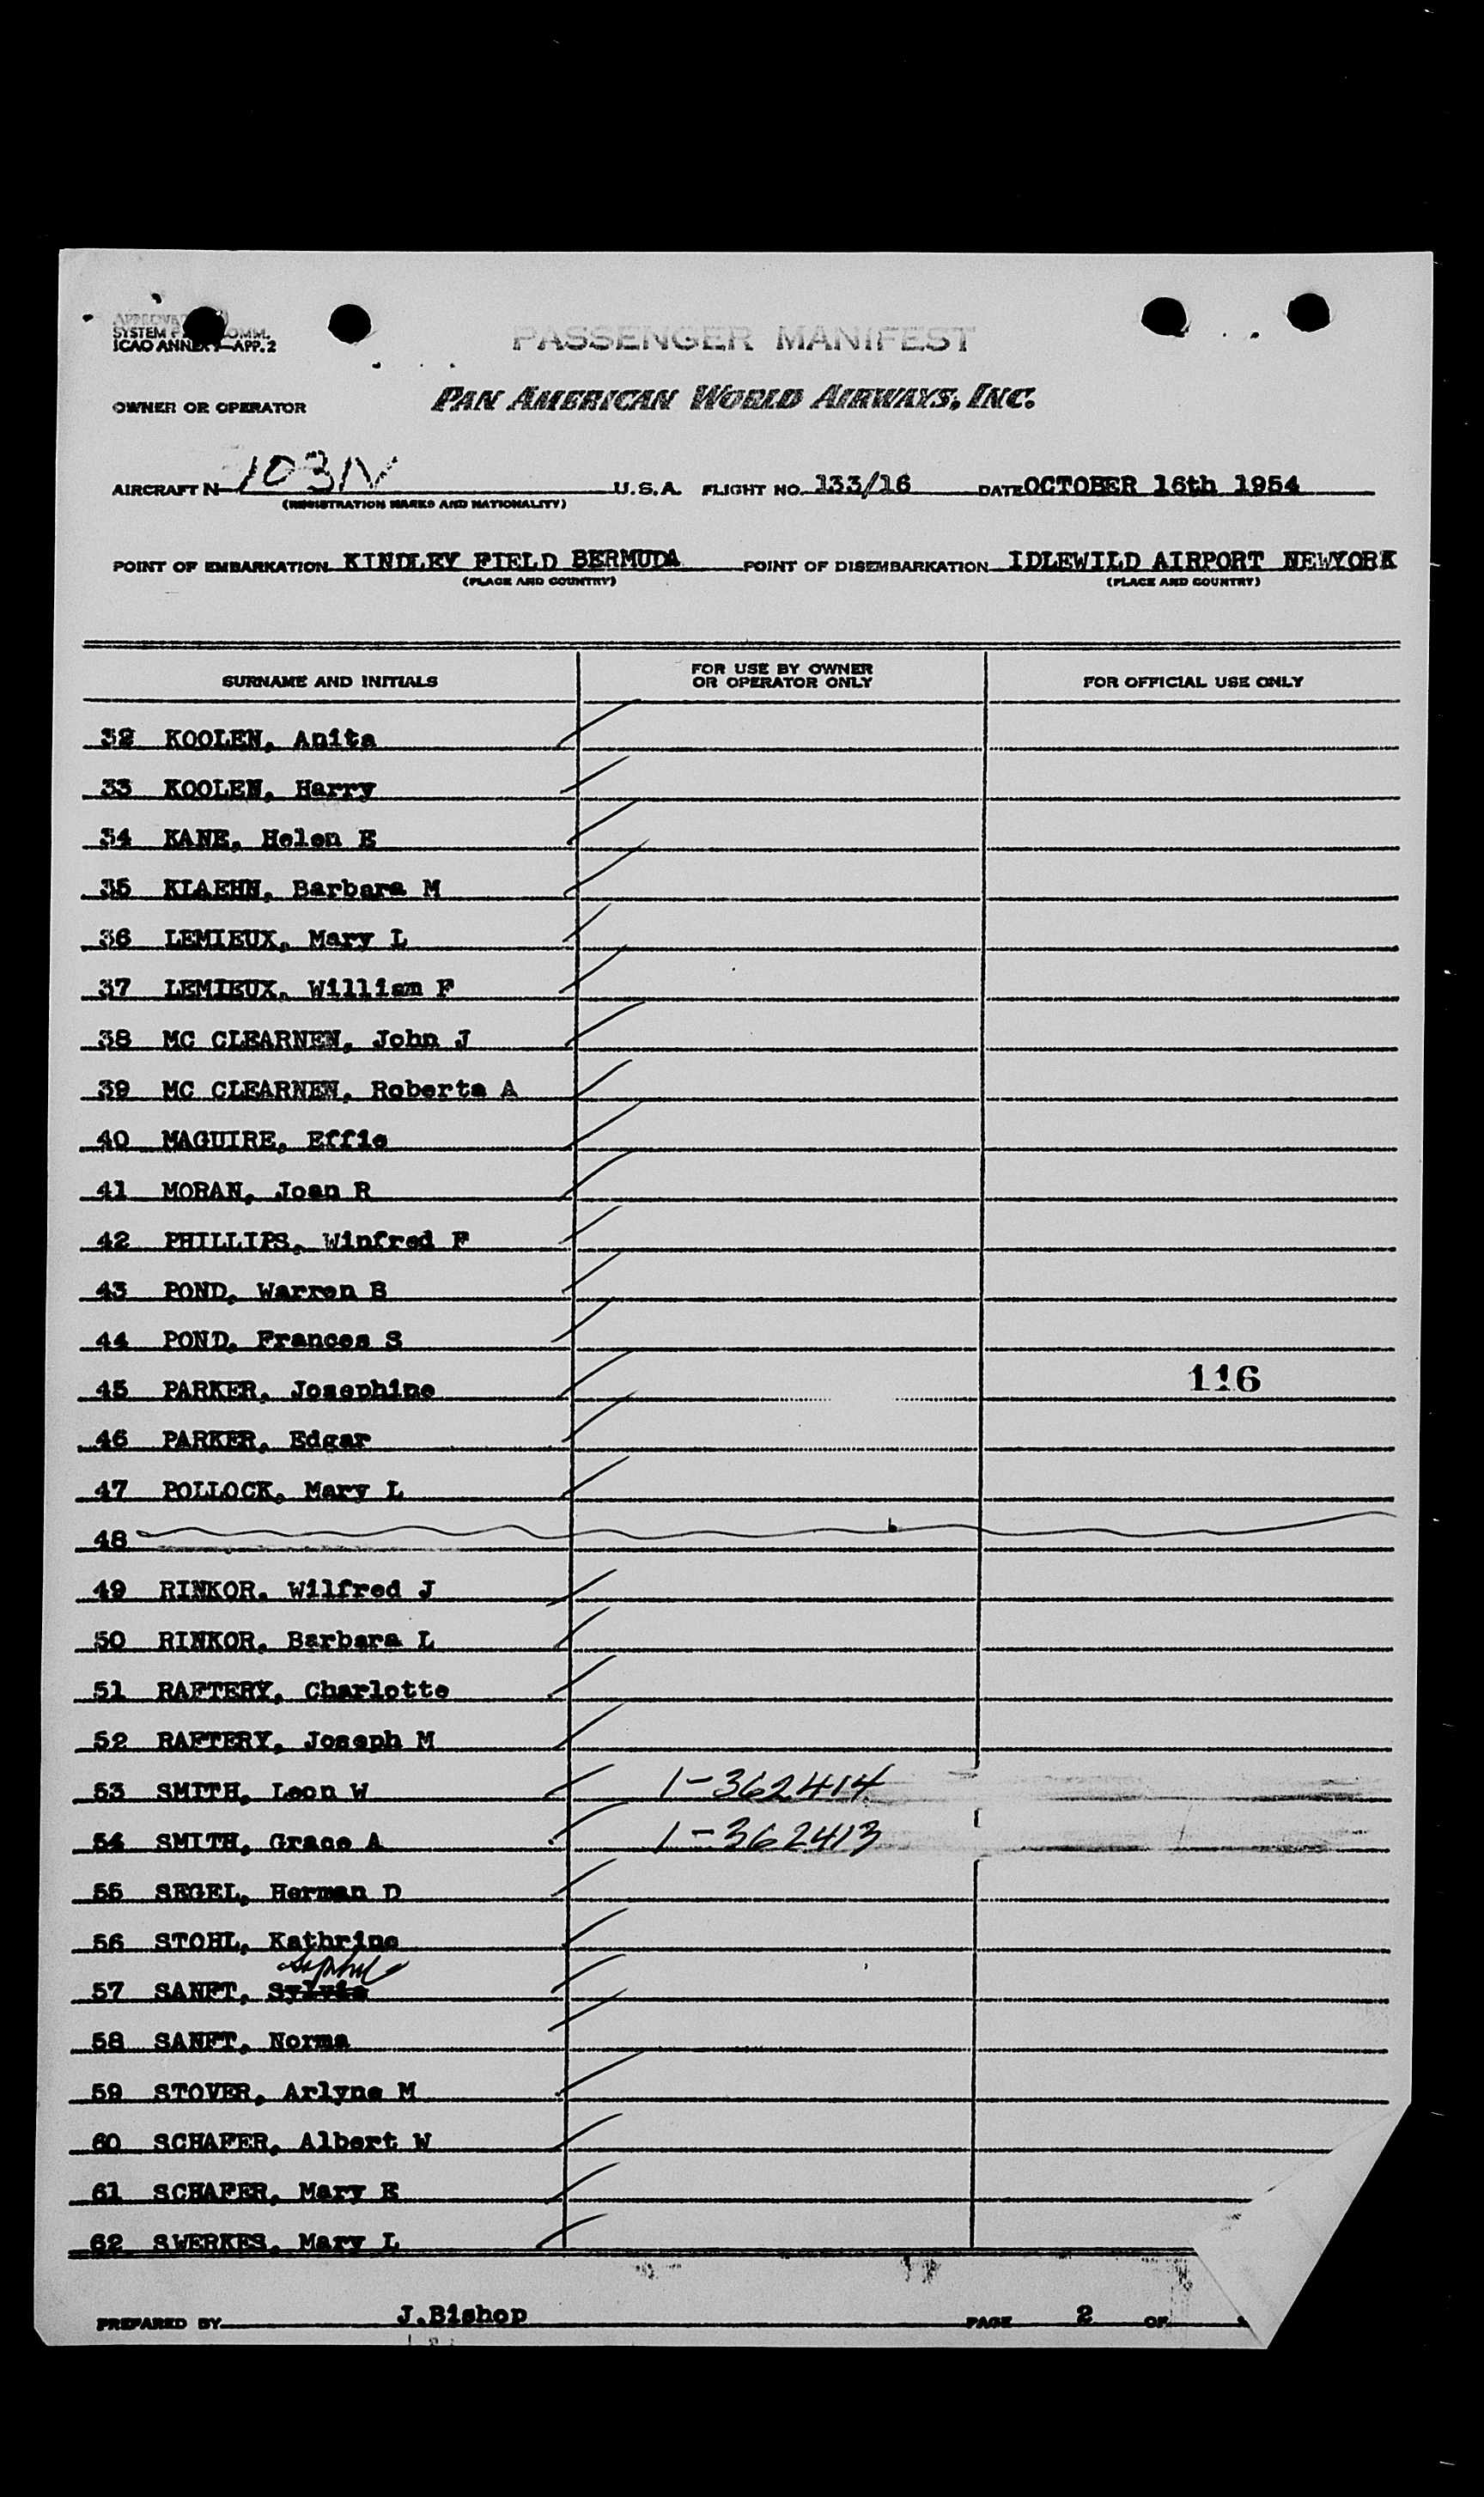 SYSTEM
ICAO ANNEX 9—APP. 2
PASSENGER MANIFEST
OWNER OR OPERATOR PAN AMERICAN WORLD AIRWAYS, INC.
AIRCRAFT N 1031V U.S.A. FLIGHT NO. 133/16 DATE OCTOBER 16th 1954
(REGISTRATION MARKS AND NATIONALITY)
POINT OF EMBARKATION KINDLEY FIELD BERMUDA POINT OF DISEMBARKATION IDLEWILD AIRPORT NEWYORK
(PLACE AND COUNTRY) (PLACE AND COUNTRY)
SURNAME AND INITIALS FOR USE BY OWNER OR OPERATOR ONLY FOR OFFICIAL USE ONLY
32 KOOLEN, Anita
33 KOOLEN, Harry
34 KANE, Helen E
35 KLAEHN, Barbara M
36 LEMIEUX, Mary L
37 LEMIEUX, William F
38 MC CLEARNEN, John J
39 MC CLEARNEN, Roberta A
40 MAGUIRE, Effie
41 MORAN, Joan R
42 PHILLIPS, Winfred F
43 POND, Warren B
44 POND, Frances S
45 PARKER, Josephine 116
46 PARKER, Edgar
47 POLLOCK, Mary L
48
49 RINKOR, Wilfred J
50 RINKOR, Barbara L
51 RAFTERY, Charlotte
52 RAFTERY, Joseph M
53 SMITH, Leon W 1-362414
54 SMITH, Grace A 1-362413
55 SEGEL, Herman D
56 STOHL, Kathrine
57 SANFT, Sylvia
58 SANFT, Norma
59 STOVER, Arlyne M
60 SCHAFER, Albert W
61 SCHAFER, Mary E
62 SWERKES, Mary L
PREPARED BY J.Bishop PAGE 2 OF